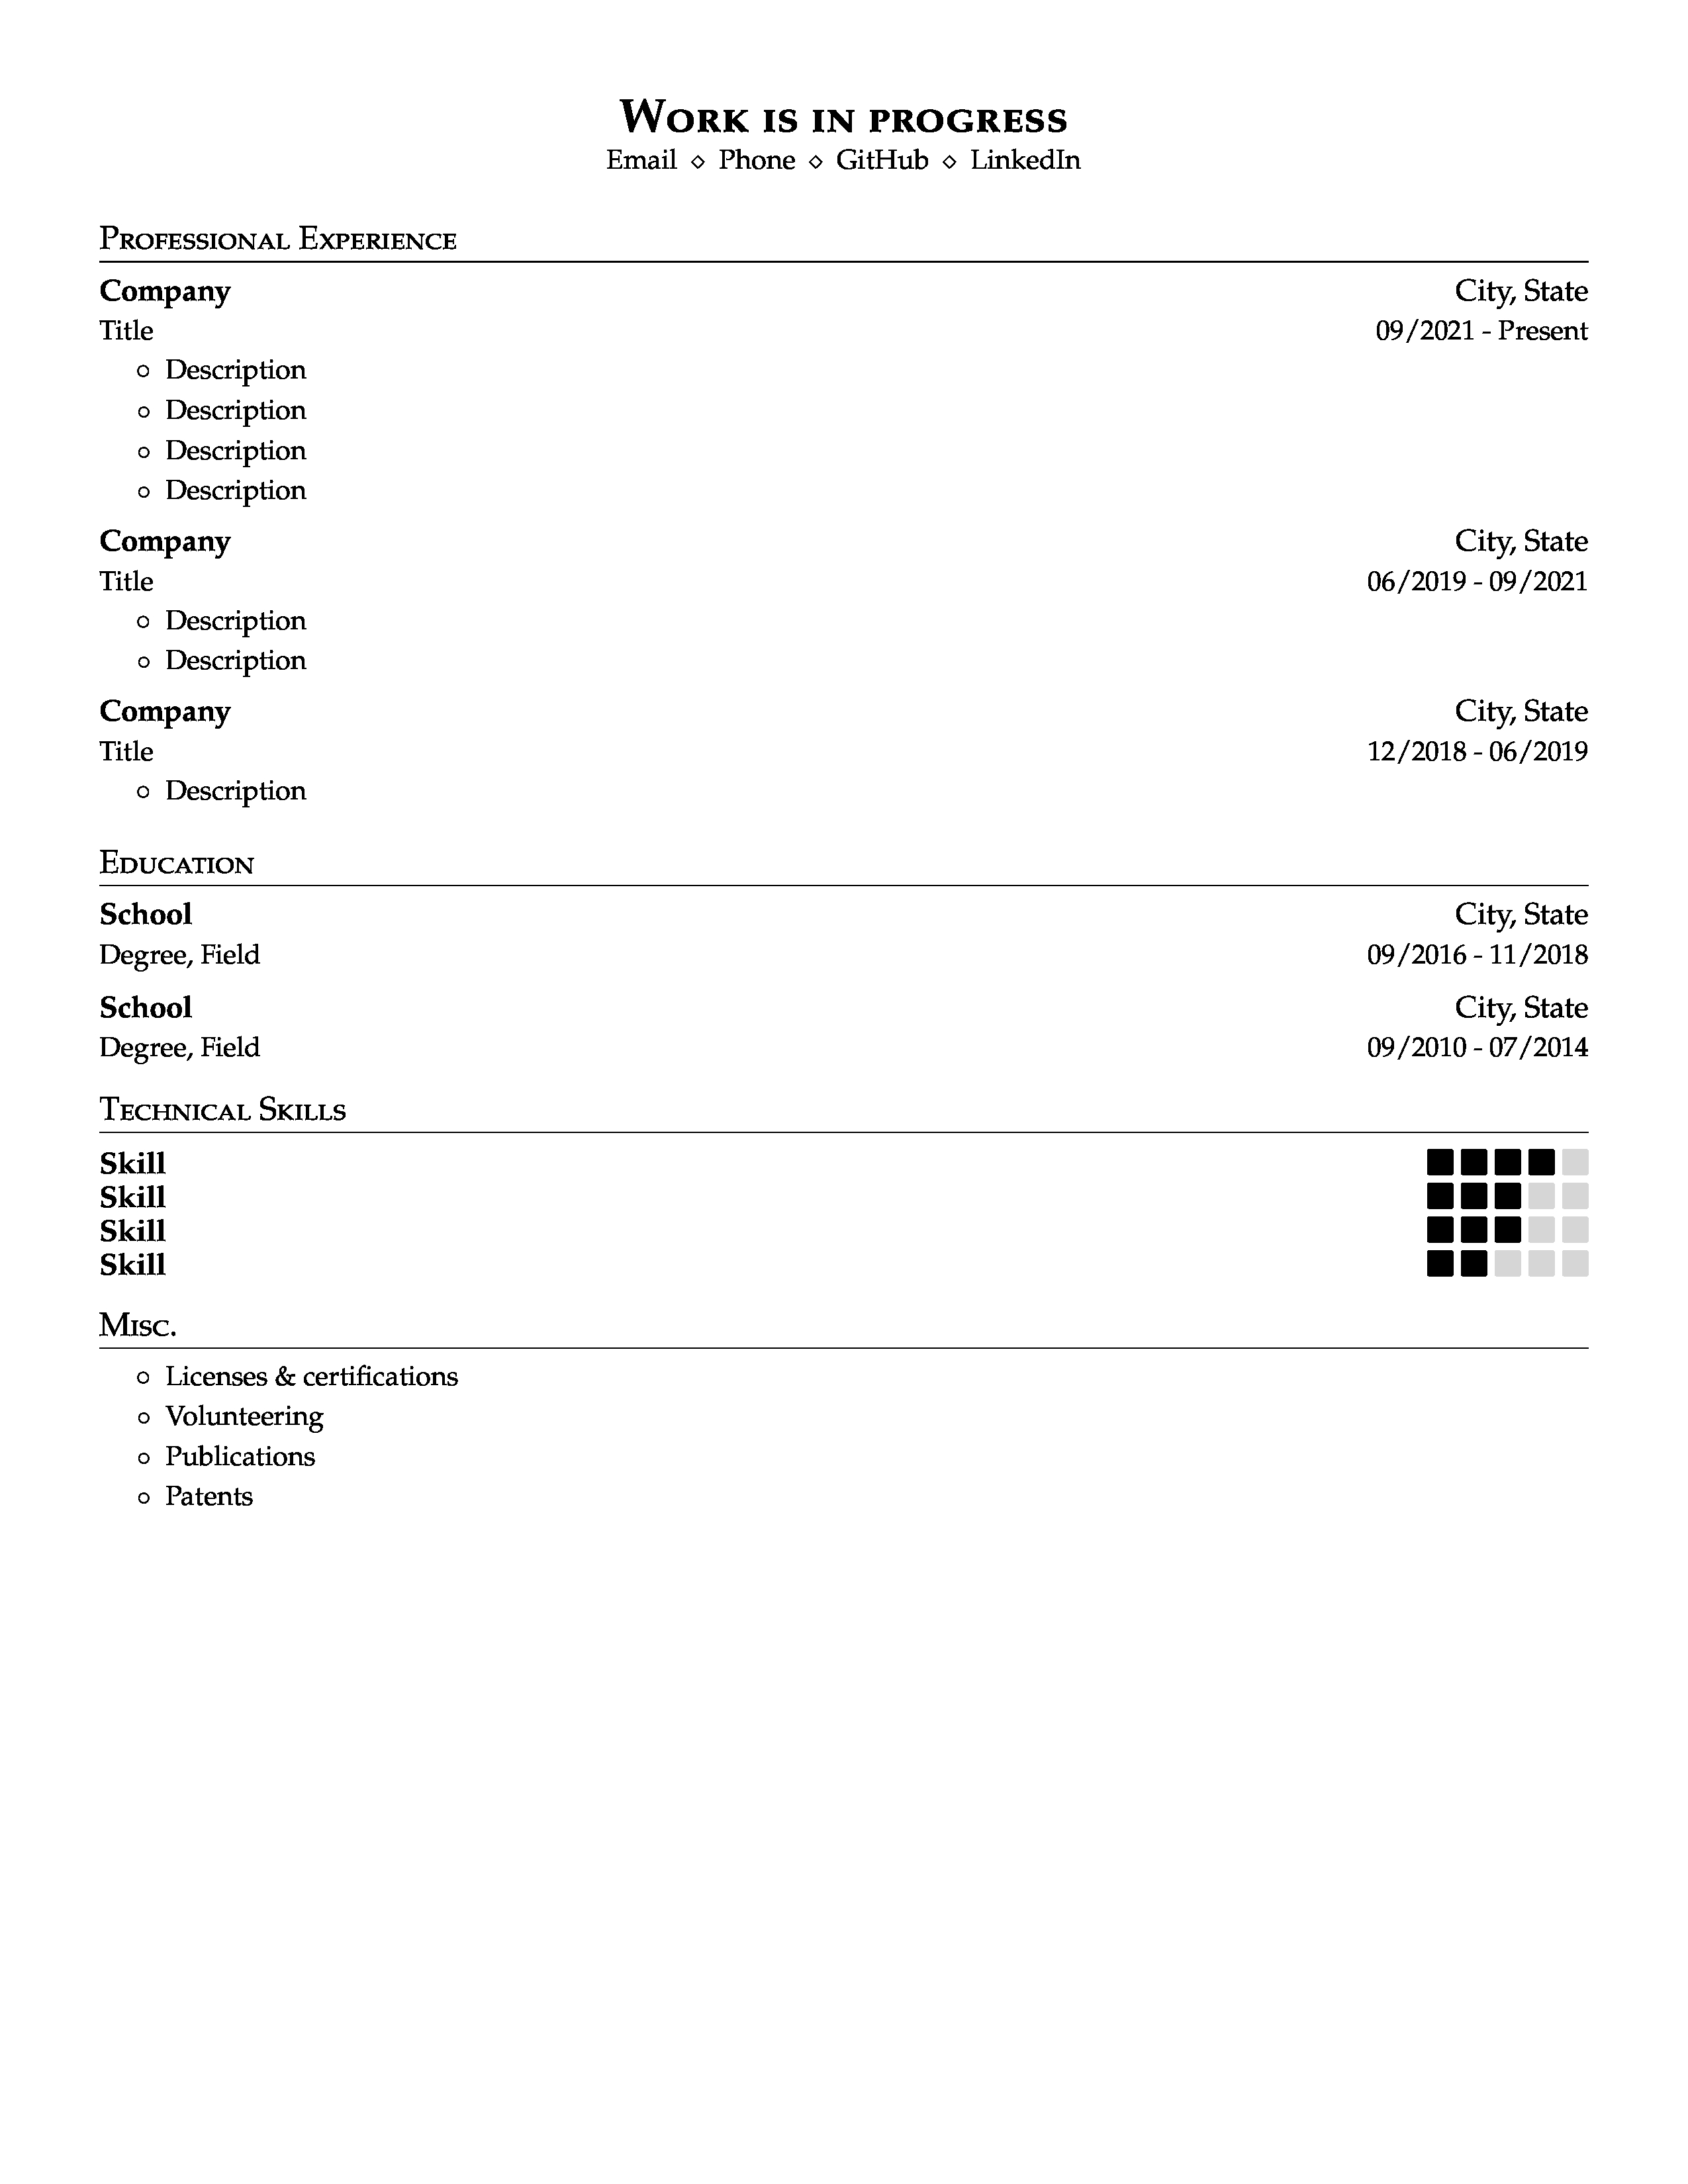 Work is in progress
Email ⋄ Phone ⋄ GitHub ⋄ LinkedIn
Professional Experience
Company City, State
Title 09/2021 - Present
◦ Description
◦ Description
◦ Description
◦ Description
Company City, State
Title 06/2019 - 09/2021
◦ Description
◦ Description
Company City, State
Title 12/2018 - 06/2019
◦ Description
Education
School City, State
Degree, Field 09/2016 - 11/2018
School City, State
Degree, Field 09/2010 - 07/2014
Technical Skills
Skill
Skill
Skill
Skill
Misc.
◦ Licenses & certifications
◦ Volunteering
◦ Publications
◦ Patents